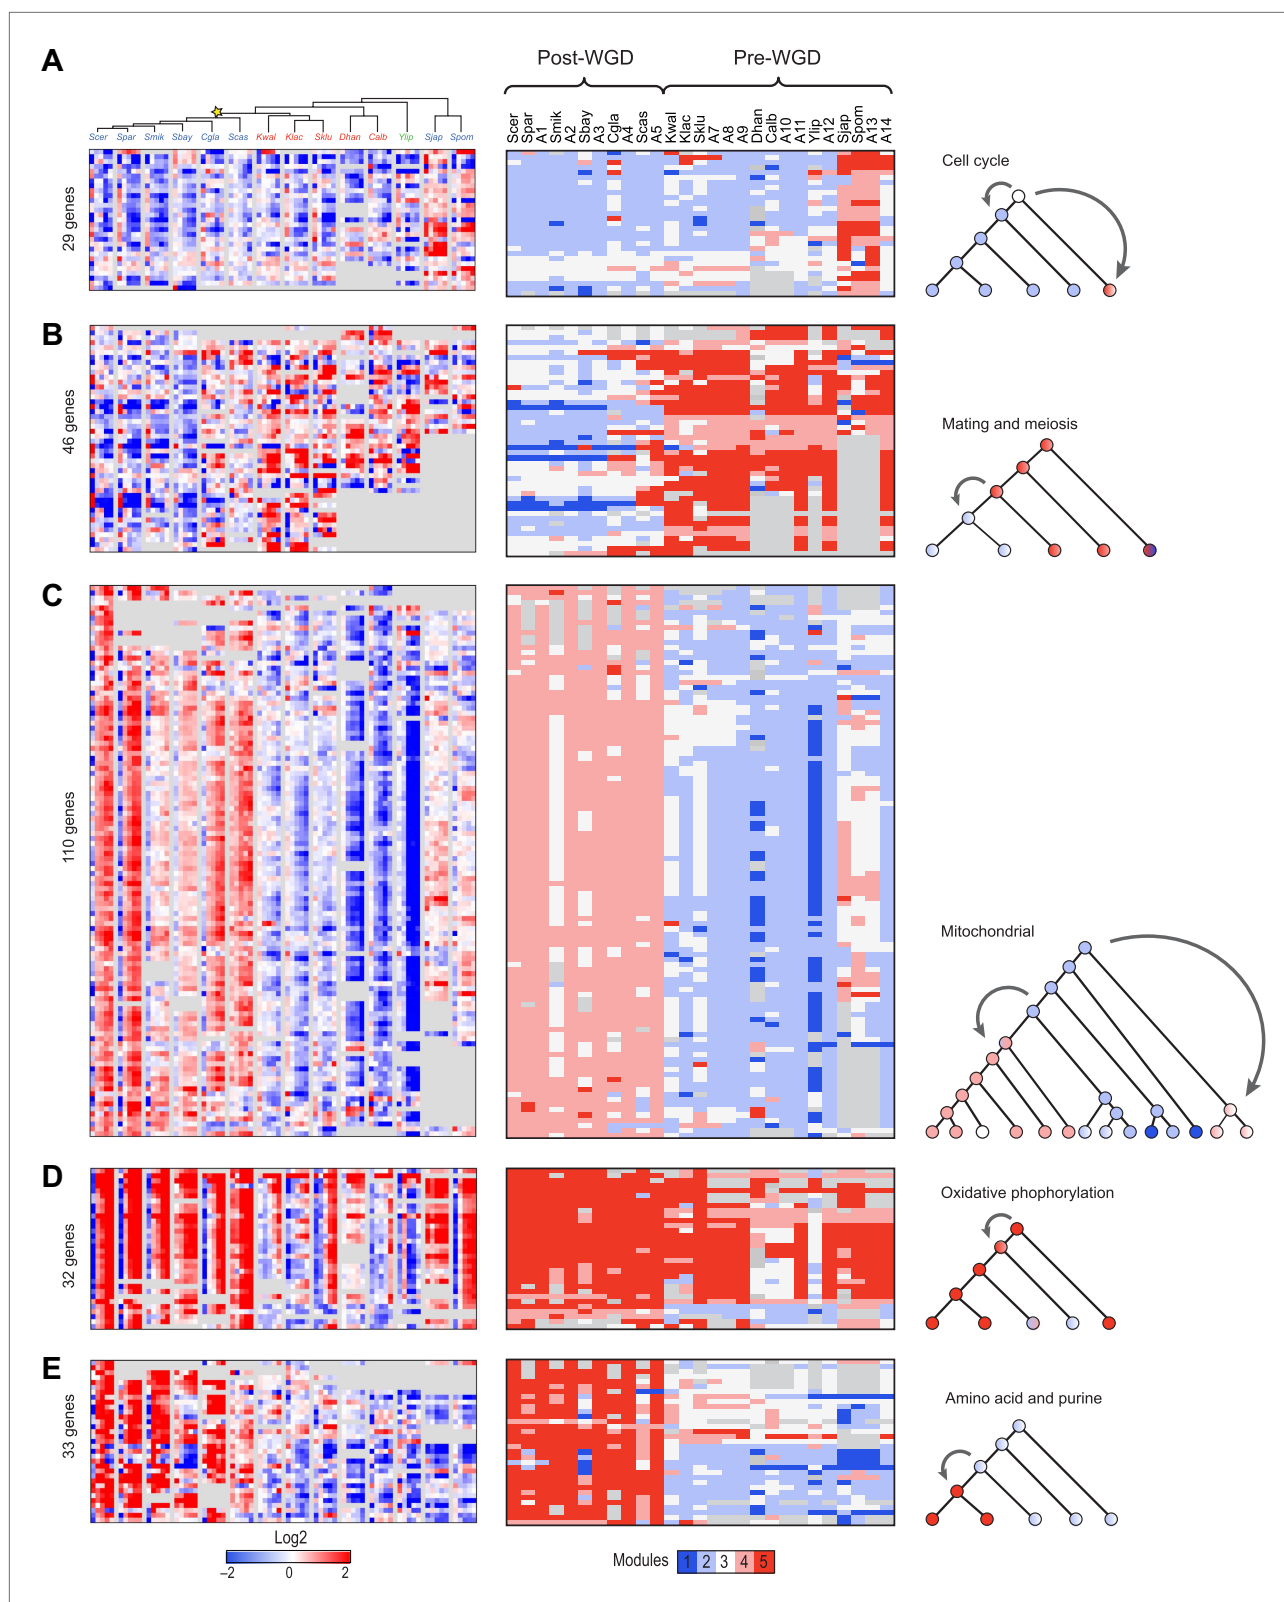 A
Post-WGD Pre-WGD
Scer Spar Smik Sbay Cgla Scas Kwal Klac Sklu Dhan Calb Ylip Sjap Spom
Scer Spar A1 Smik A2 Sbay A3 Cgla A4 Scas A5 Kwal Klac Sklu A7 A8 A9 Dhan Calb A10 A11 Ylip A12 Sjap Spom A13 A14
29 genes
Cell cycle
B
46 genes
Mating and meiosis
C
110 genes
Mitochondrial
D
32 genes
Oxidative phophorylation
E
33 genes
Amino acid and purine
Log2
–2 0 2
Modules 1 2 3 4 5